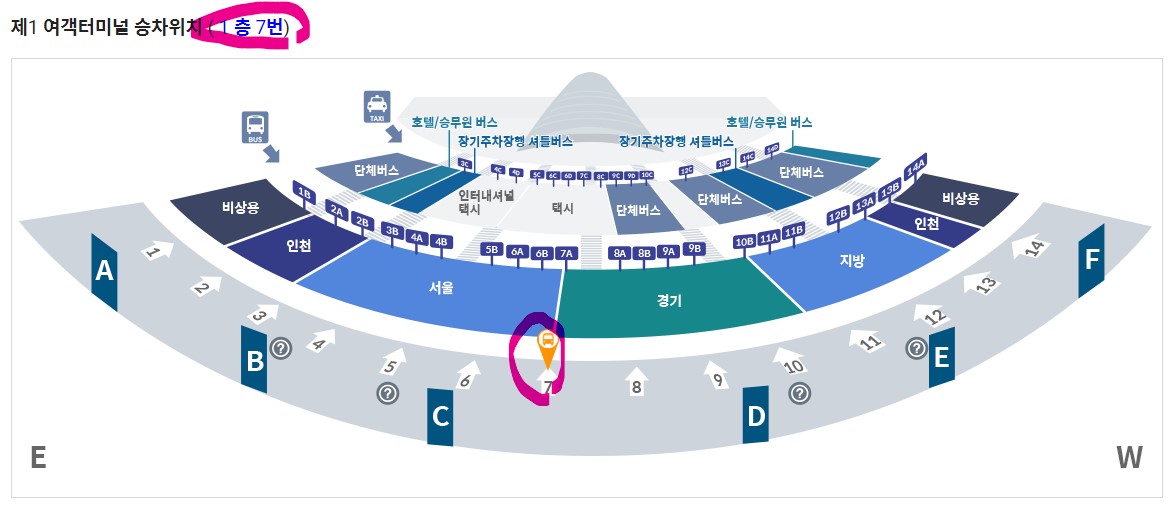 제1 여객터미널 승차위치 ( 1 층 7번)
TAXI
BUS
호텔/승무원 버스
호텔/승무원 버스
장기주차장행 셔틀버스
장기주차장행 셔틀버스
3C
4C
4D
5C
6C
6D
7C
8C
9C
9D
10C
12C
13C
14C
14D
단체버스
인터내셔널
택시
택시
단체버스
단체버스
단체버스
1B
2A
2B
3B
4A
4B
5B
6A
6B
7A
8A
8B
9A
9B
10B
11A
11B
12B
13A
13B
14A
비상용
인천
서울
경기
지방
인천
비상용
A
1
2
3
B
?
4
5
?
6
C
7
8
9
D
10
?
11
12
?
E
13
14
F
E
W